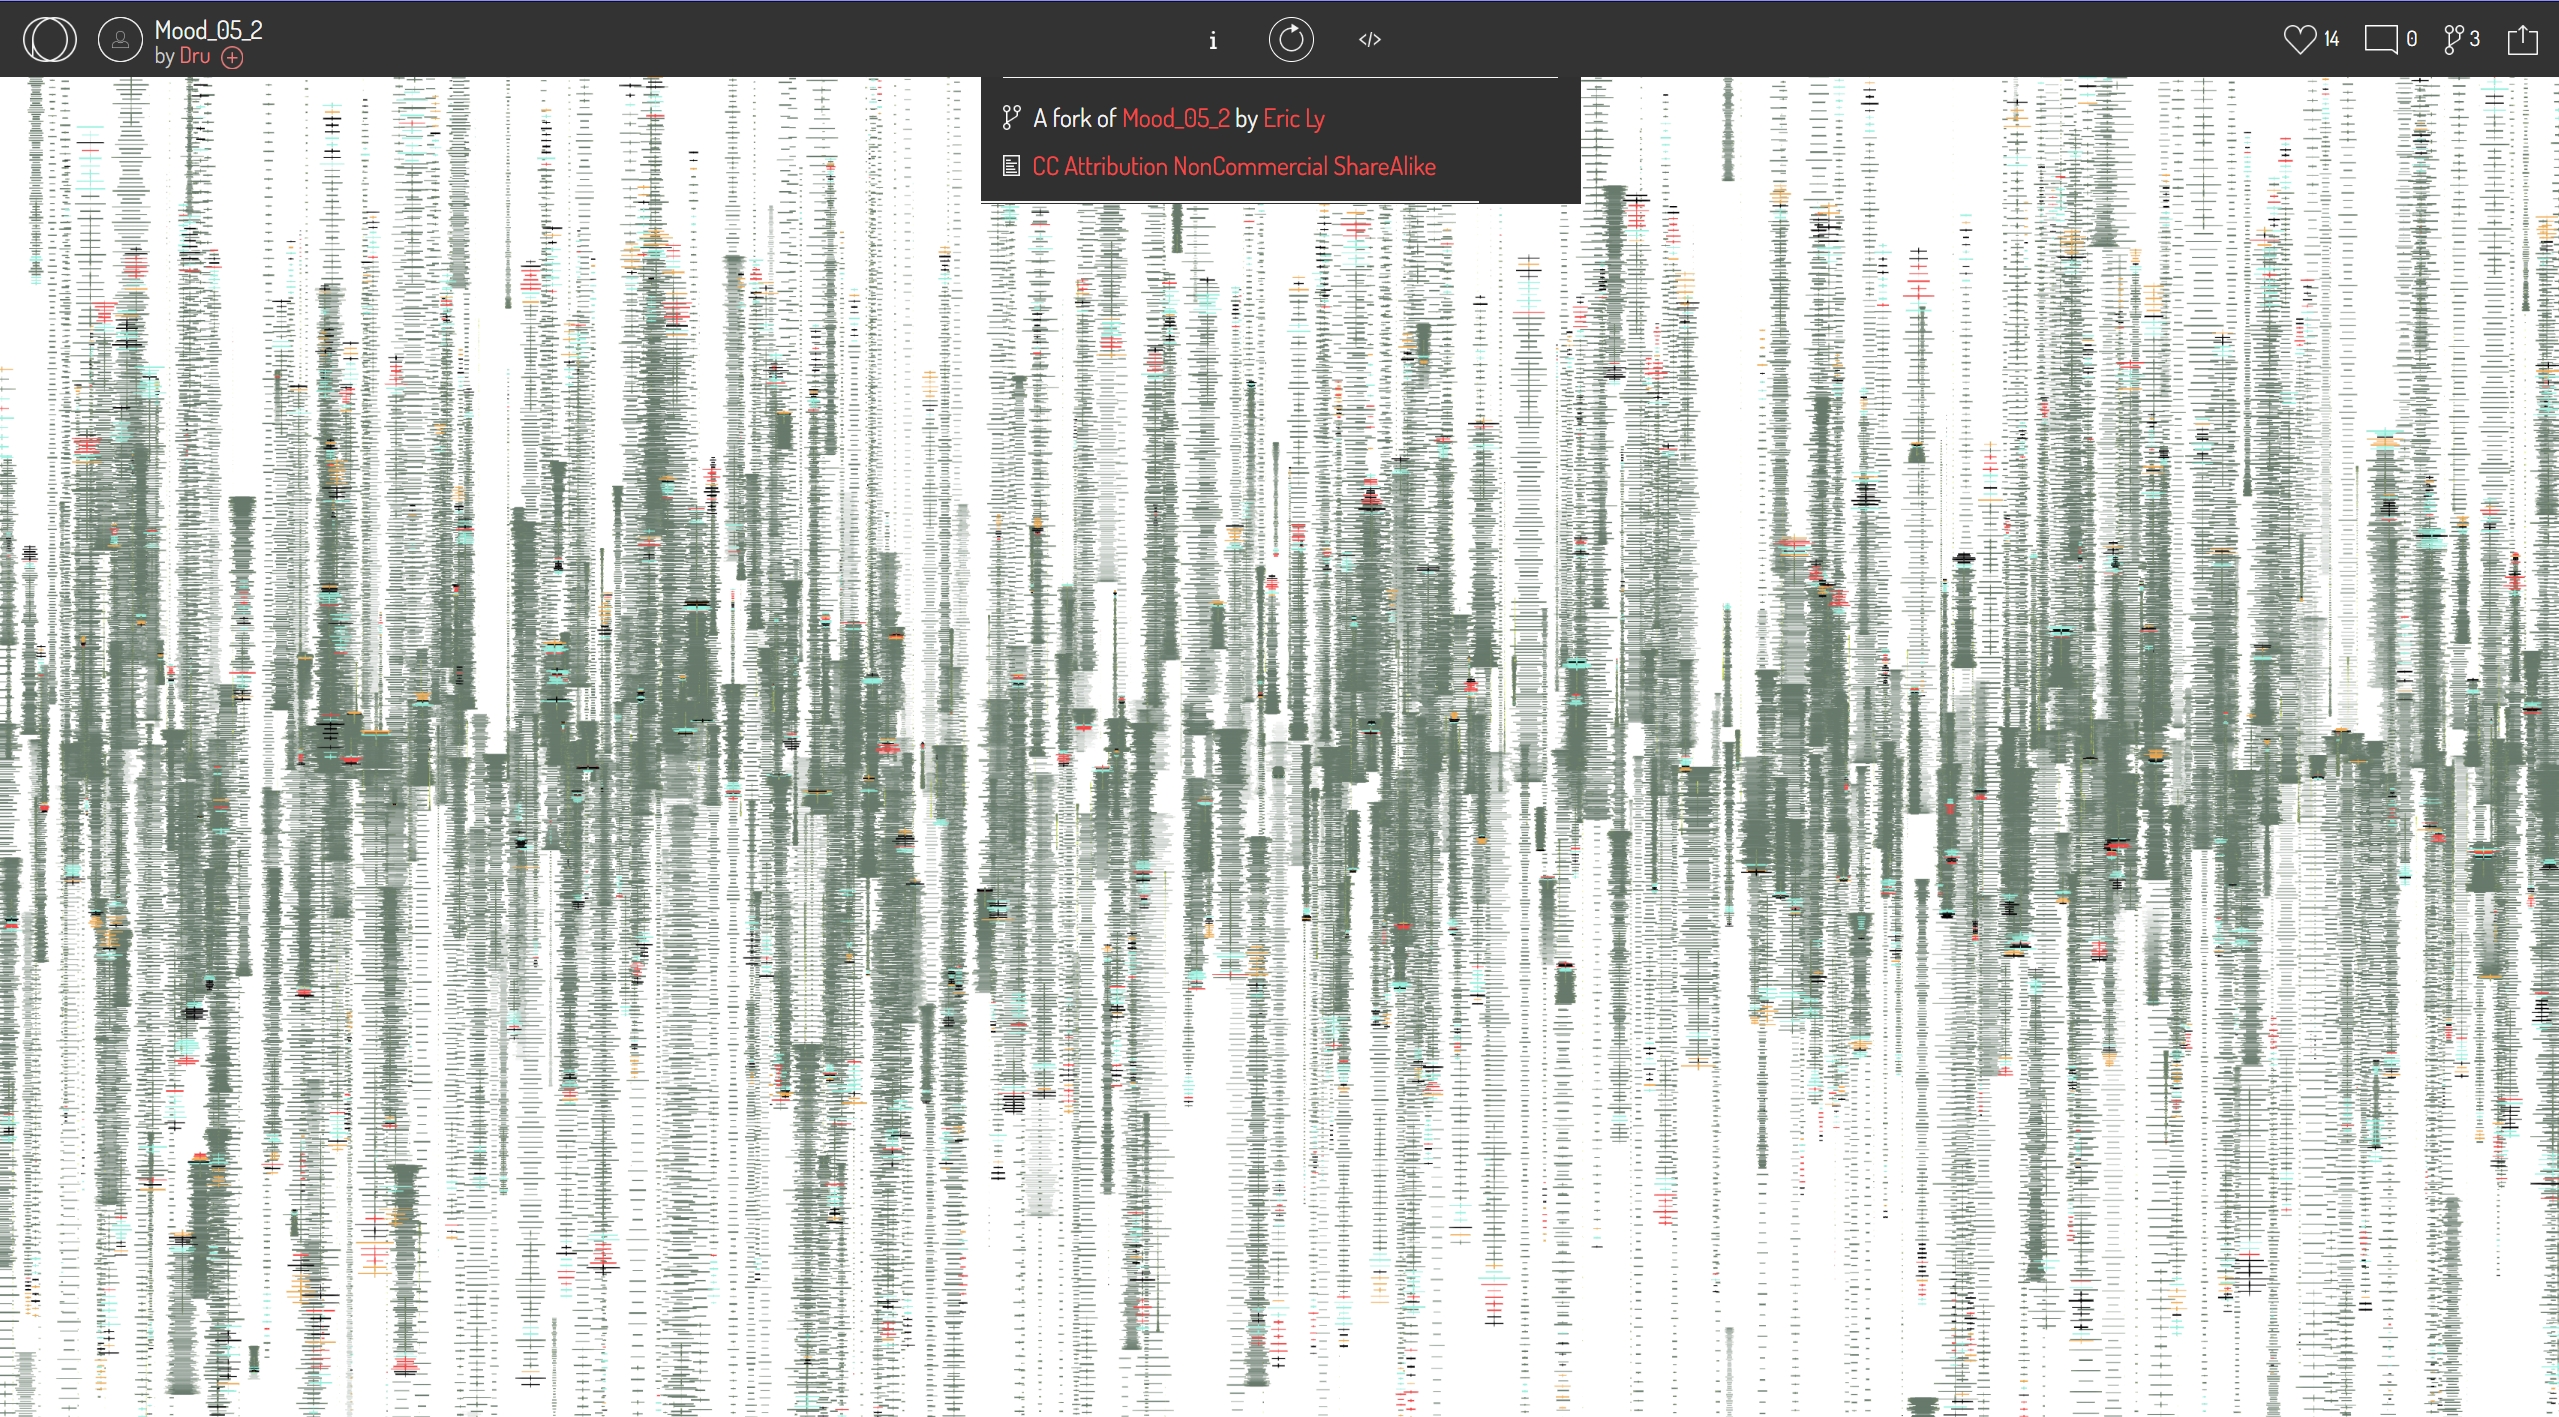 Mood_05_2
by Dru
i
</>
14
0
3
A fork of Mood_05_2 by Eric Ly
CC Attribution NonCommercial ShareAlike